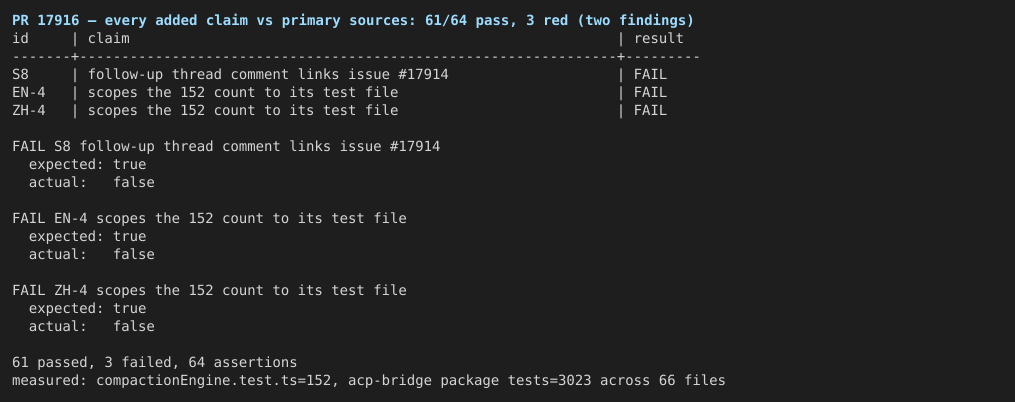 PR 17916 — every added claim vs primary sources: 61/64 pass, 3 red (two findings)
id     | claim                                                          | result
-------+----------------------------------------------------------------+---------
S8     | follow-up thread comment links issue #17914                    | FAIL
EN-4   | scopes the 152 count to its test file                          | FAIL
ZH-4   | scopes the 152 count to its test file                          | FAIL
FAIL S8 follow-up thread comment links issue #17914
  expected: true
  actual:   false
FAIL EN-4 scopes the 152 count to its test file
  expected: true
  actual:   false
FAIL ZH-4 scopes the 152 count to its test file
  expected: true
  actual:   false
61 passed, 3 failed, 64 assertions
measured: compactionEngine.test.ts=152, acp-bridge package tests=3023 across 66 files